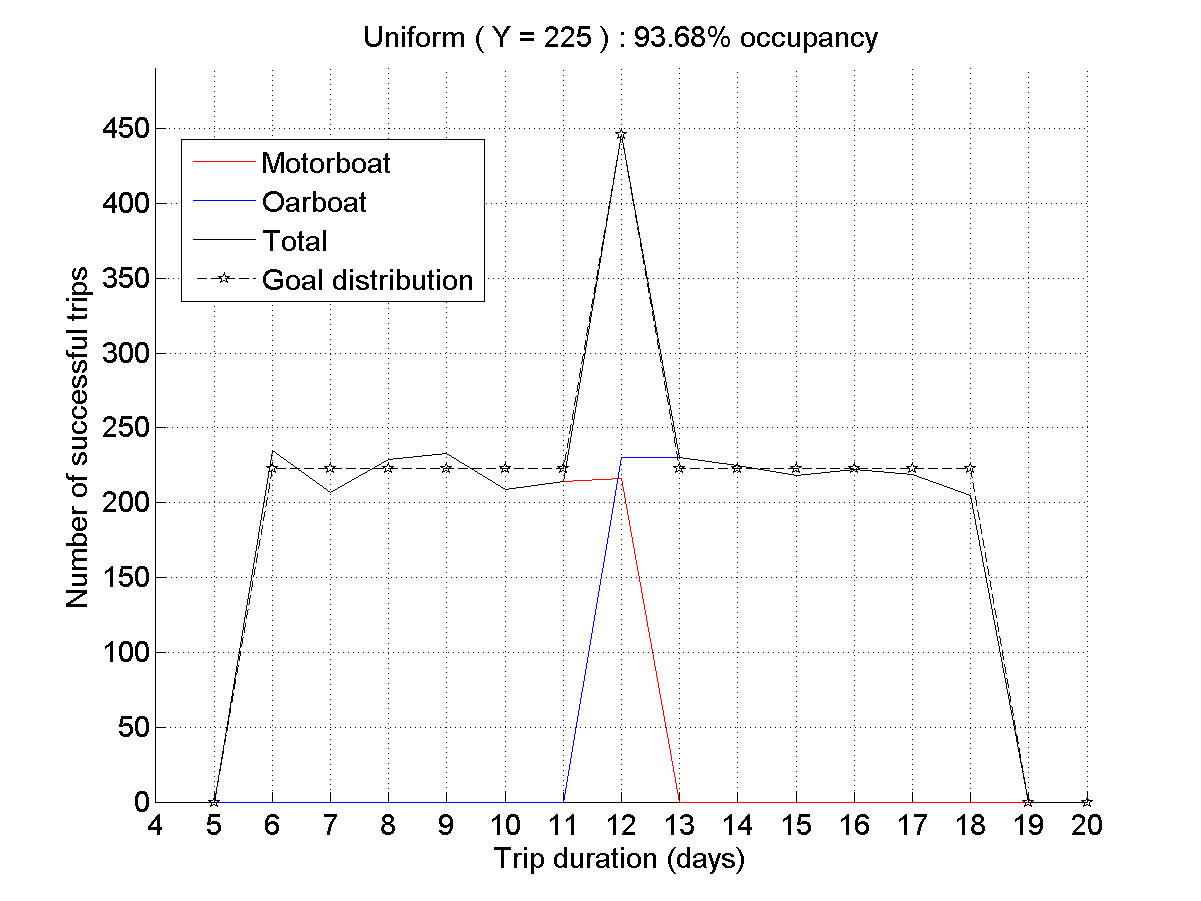 Uniform ( Y = 225 ) : 93.68% occupancy
450
400
350
300
250
200
150
100
50
0
Motorboat
Oarboat
Total
Goal distribution
Number of successful trips
4 5 6 7 8 9 10 11 12 13 14 15 16 17 18 19 20
Trip duration (days)